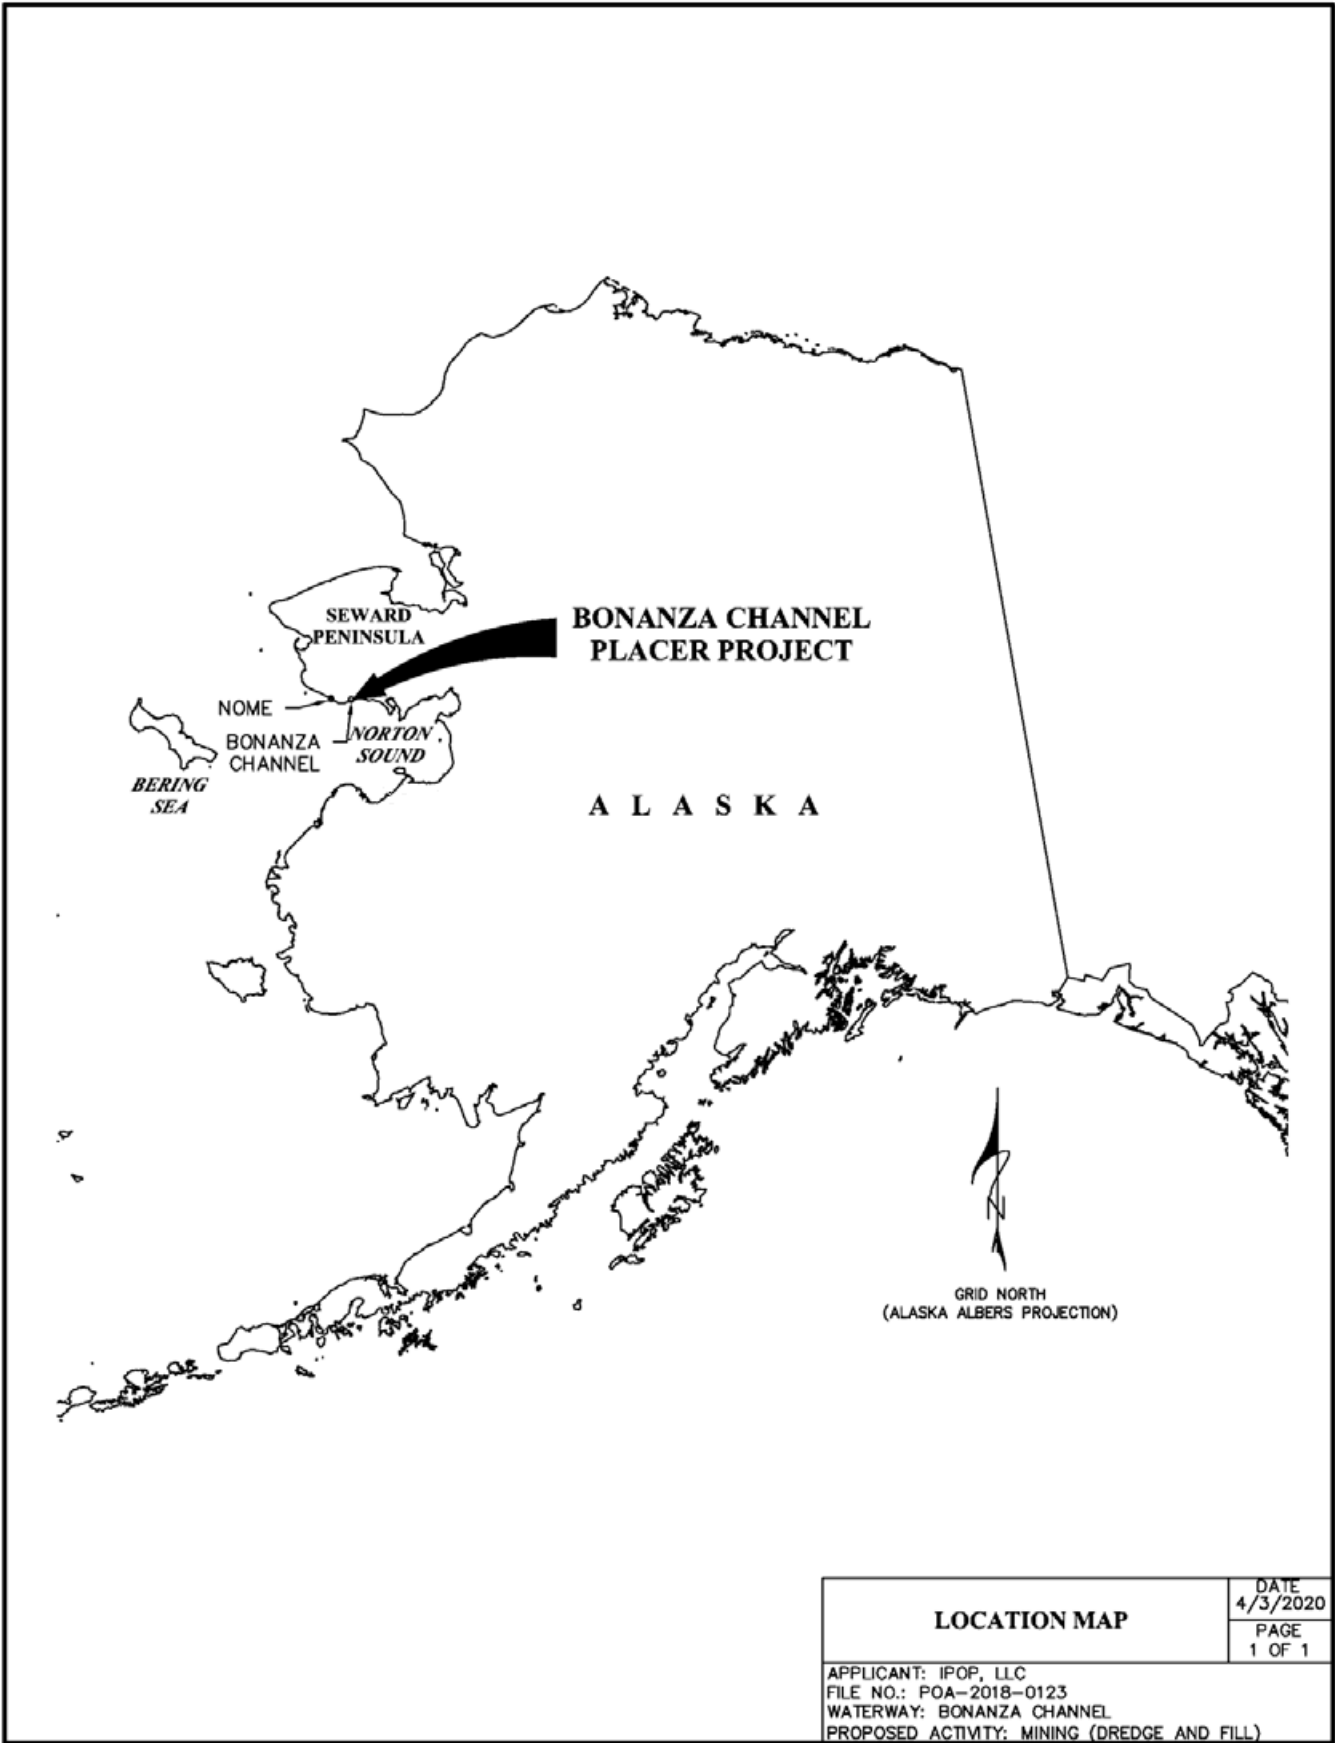 SEWARD
PENINSULA
BONANZA CHANNEL
PLACER PROJECT
NOME
BONANZA
CHANNEL
NORTON
SOUND
BERING
SEA
A L A S K A
N
GRID NORTH
(ALASKA ALBERS PROJECTION)
LOCATION MAP
DATE
4/3/2020
PAGE
1 OF 1
APPLICANT: IPOP, LLC
FILE NO.: POA-2018-0123
WATERWAY: BONANZA CHANNEL
PROPOSED ACTIVITY: MINING (DREDGE AND FILL)